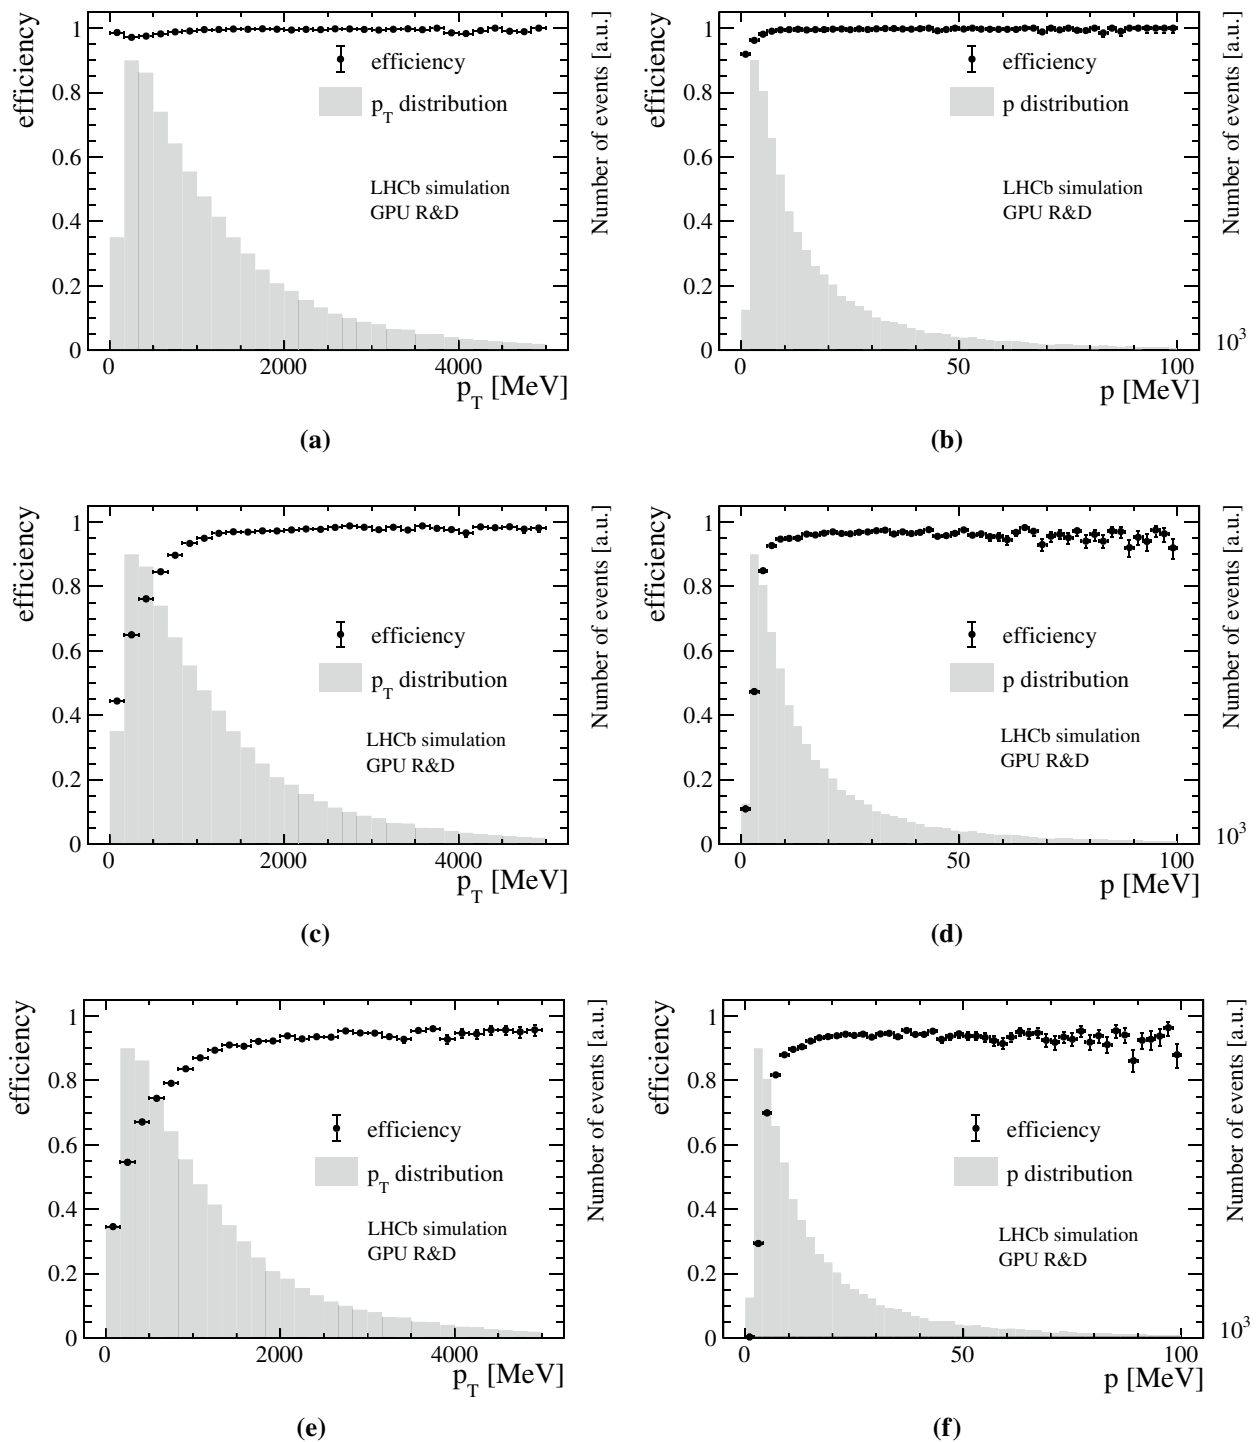 efficiency
1
0.8
0.6
0.4
0.2
0
efficiency
p_T distribution
LHCb simulation
GPU R&D
0 2000 4000
p_T [MeV]
Number of events [a.u.]
(a)
efficiency
1
0.8
0.6
0.4
0.2
0
efficiency
p distribution
LHCb simulation
GPU R&D
0 50 100
p [MeV]
Number of events [a.u.]
10³
(b)
efficiency
1
0.8
0.6
0.4
0.2
0
efficiency
p_T distribution
LHCb simulation
GPU R&D
0 2000 4000
p_T [MeV]
Number of events [a.u.]
(c)
efficiency
1
0.8
0.6
0.4
0.2
0
efficiency
p distribution
LHCb simulation
GPU R&D
0 50 100
p [MeV]
Number of events [a.u.]
10³
(d)
efficiency
1
0.8
0.6
0.4
0.2
0
efficiency
p_T distribution
LHCb simulation
GPU R&D
0 2000 4000
p_T [MeV]
Number of events [a.u.]
(e)
efficiency
1
0.8
0.6
0.4
0.2
0
efficiency
p distribution
LHCb simulation
GPU R&D
0 50 100
p [MeV]
Number of events [a.u.]
10³
(f)